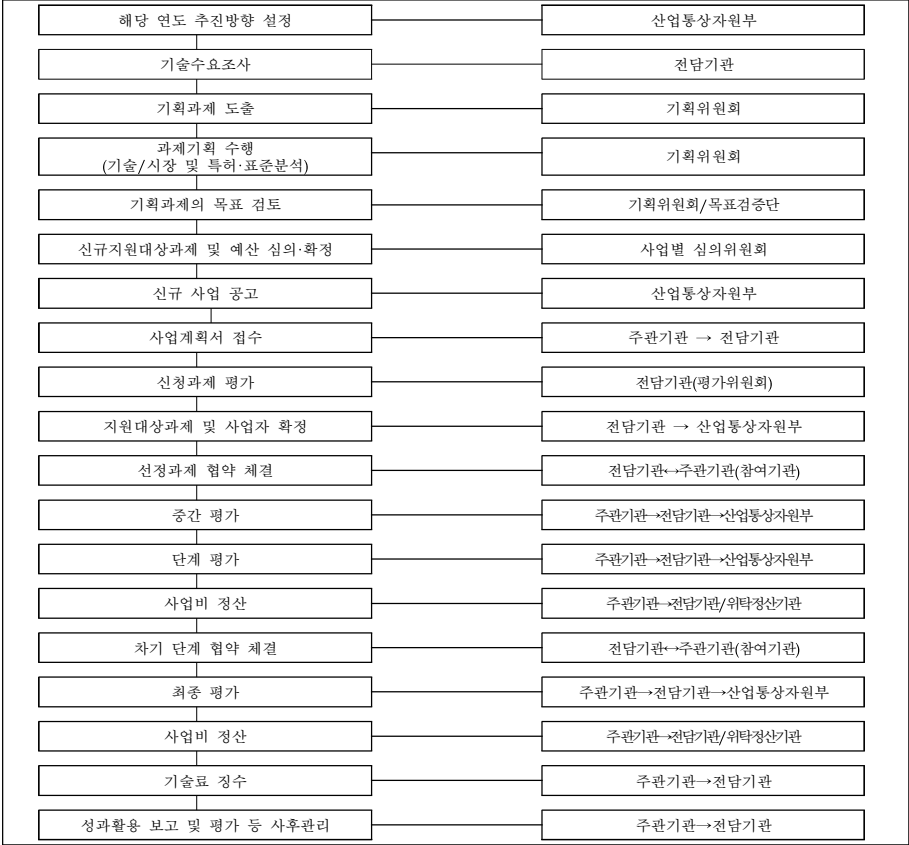 해당 연도 추진방향 설정
산업통상자원부
기술수요조사
전담기관
기획과제 도출
기획위원회
과제기획 수행
(기술/시장 및 특허·표준분석)
기획위원회
기획과제의 목표 검토
기획위원회/목표검증단
신규지원대상과제 및 예산 심의·확정
사업별 심의위원회
신규 사업 공고
산업통상자원부
사업계획서 접수
주관기관 → 전담기관
신청과제 평가
전담기관(평가위원회)
지원대상과제 및 사업자 확정
전담기관 → 산업통상자원부
선정과제 협약 체결
전담기관↔주관기관(참여기관)
중간 평가
주관기관→전담기관→산업통상자원부
단계 평가
주관기관→전담기관→산업통상자원부
사업비 정산
주관기관→전담기관/위탁정산기관
차기 단계 협약 체결
전담기관↔주관기관(참여기관)
최종 평가
주관기관→전담기관→산업통상자원부
사업비 정산
주관기관→전담기관/위탁정산기관
기술료 징수
주관기관→전담기관
성과활용 보고 및 평가 등 사후관리
주관기관→전담기관